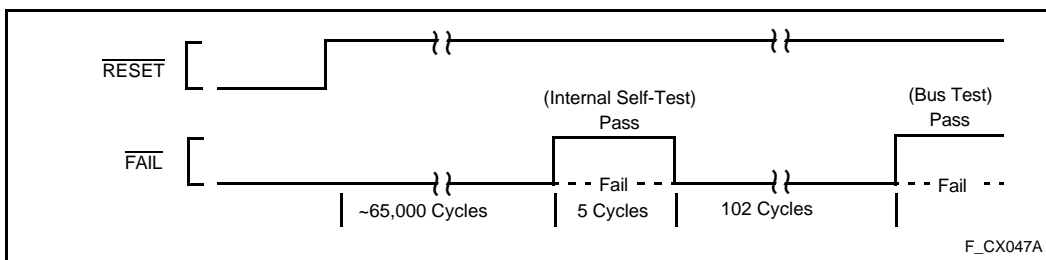 RESET
(Internal Self-Test)
Pass
(Bus Test)
Pass
FAIL
Fail
Fail
~65,000 Cycles
5 Cycles
102 Cycles
F_CX047A